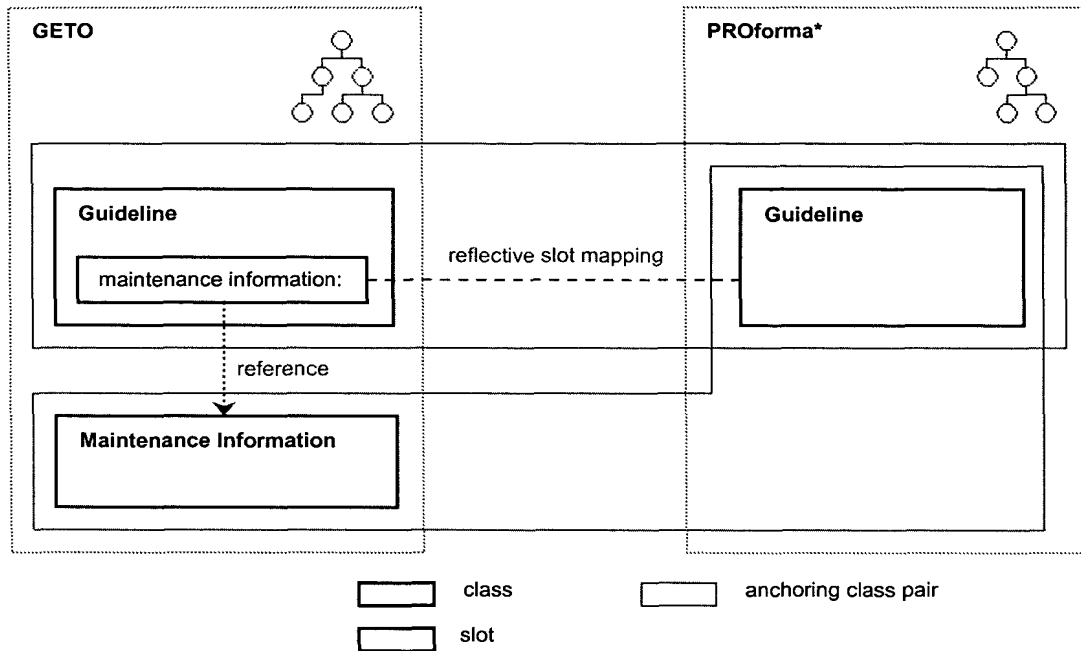 GETO
PROforma*
Guideline
Guideline
reflective slot mapping
maintenance information:
reference
Maintenance Information
class
anchoring class pair
slot